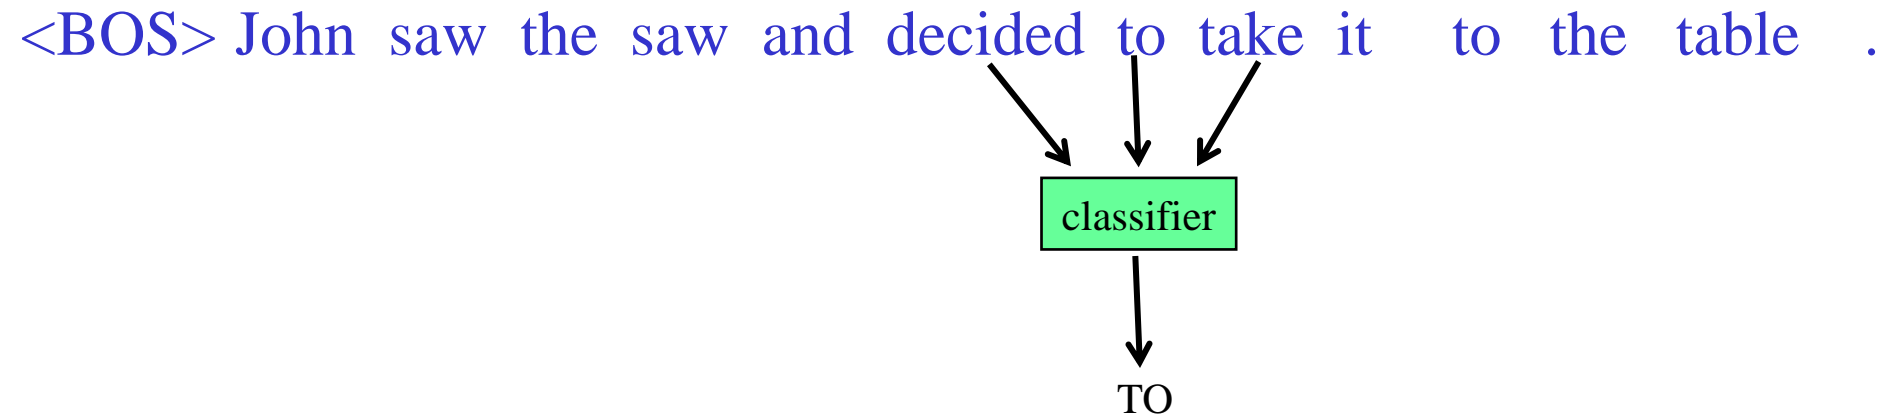 <BOS> John saw the saw and decided to take it to the table .
classifier
TO